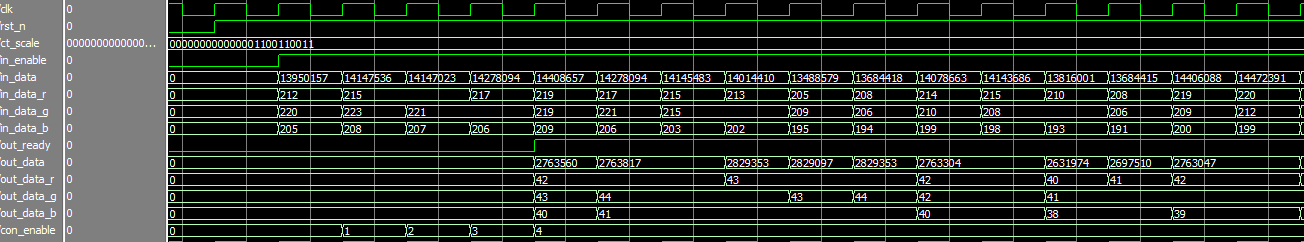 /clk 0
/rst_n 0
/ct_scale 0000000000000... 000000000000001100110011
/in_enable 0
/in_data 0 0 13950157 14147536 14147023 14278094 14408657 14278094 14145483 14014410 13488579 13684418 14078663 14143686 13816001 13684415 14406088 14472391
/in_data_r 0 0 212 215 217 219 217 215 213 205 208 214 215 210 208 219 220
/in_data_g 0 0 220 223 221 219 221 215 209 206 210 208 206 209 212
/in_data_b 0 0 205 208 207 206 209 206 203 202 195 194 199 198 193 191 200 199
/out_ready 0
/out_data 0 0 2763560 2763817 2829353 2829097 2829353 2763304 2631974 2697510 2763047
/out_data_r 0 0 42 43 42 40 41 42
/out_data_g 0 0 43 44 43 44 42 41
/out_data_b 0 0 40 41 40 38 39
/con_enable 0 0 1 2 3 4